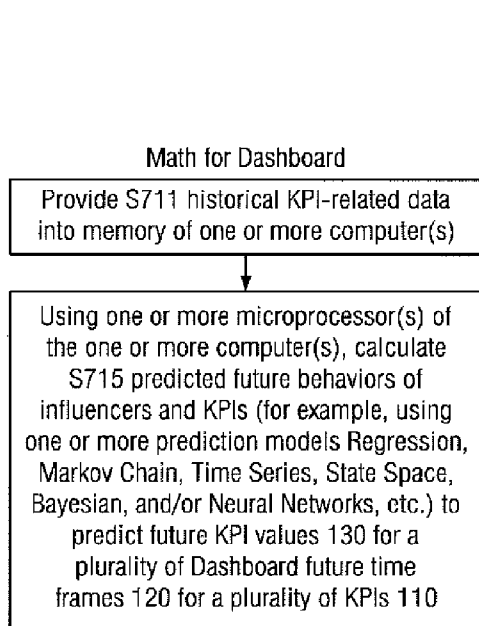 Math for Dashboard
Provide S711 historical KPI-related data
into memory of one or more computer(s)
Using one or more microprocessor(s) of
the one or more computer(s), calculate
S715 predicted future behaviors of
influencers and KPIs (for example, using
one or more prediction models Regression,
Markov Chain, Time Series, State Space,
Bayesian, and/or Neural Networks, etc.) to
predict future KPI values 130 for a
plurality of Dashboard future time
frames 120 for a plurality of KPIs 110